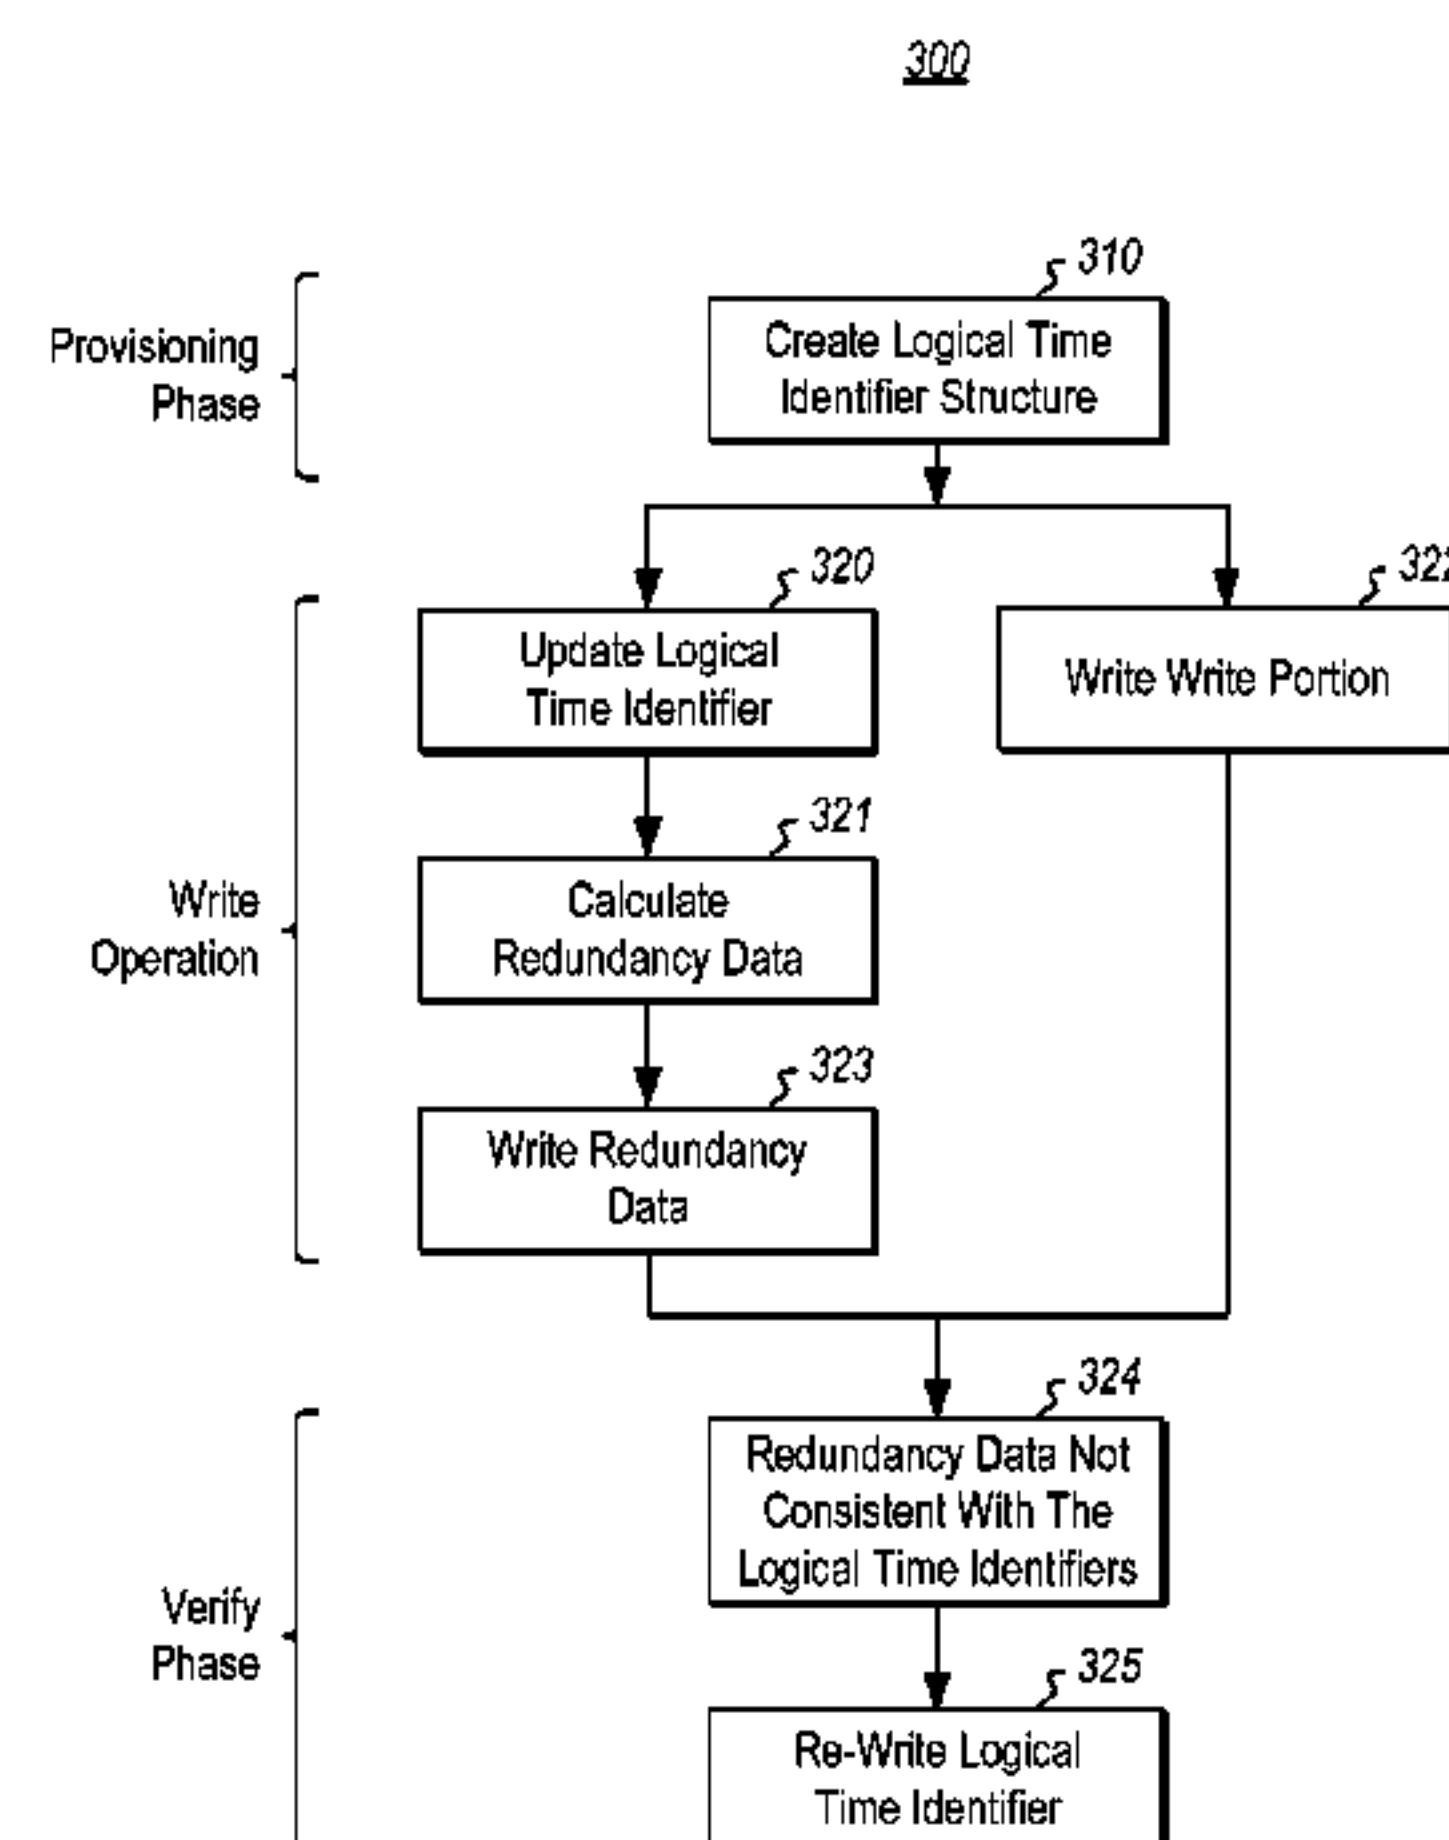 300
310
Provisioning
Phase
Create Logical Time
Identifier Structure
320
322
Update Logical
Time Identifier
Write Write Portion
321
Write
Operation
Calculate
Redundancy Data
323
Write Redundancy
Data
324
Redundancy Data Not
Consistent With The
Logical Time Identifiers
Verify
Phase
325
Re-Write Logical
Time Identifier